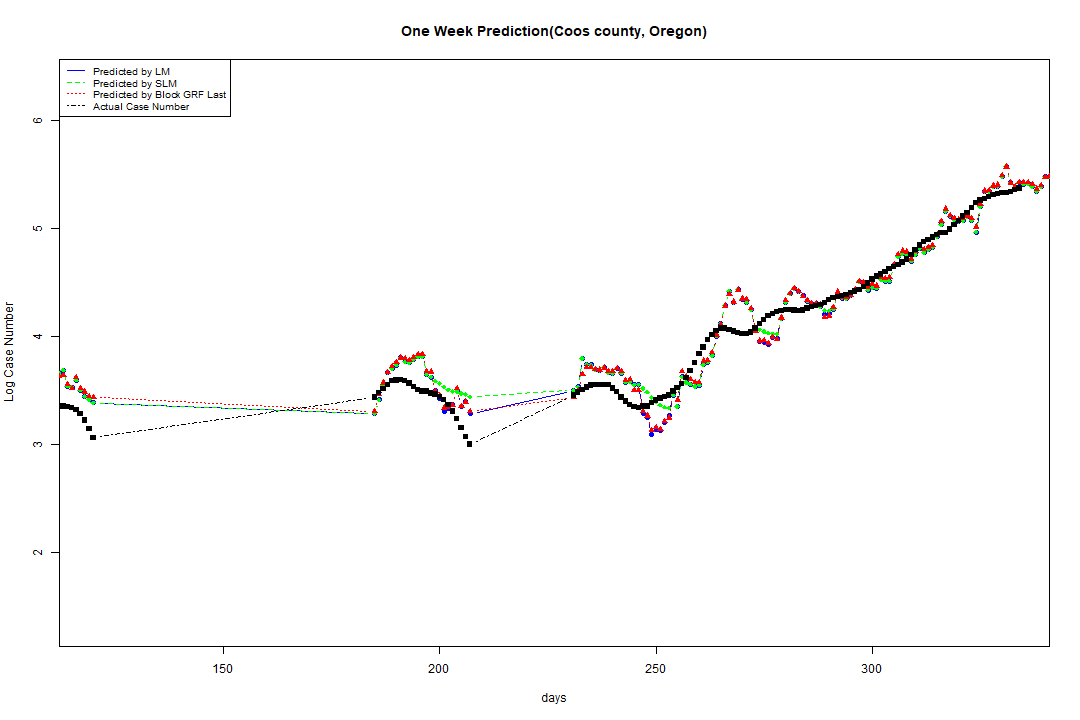 One Week Prediction(Coos county, Oregon)
Predicted by LM
Predicted by SLM
Predicted by Block GRF Last
Actual Case Number
6
5
4
3
2
Log Case Number
150 200 250 300
days